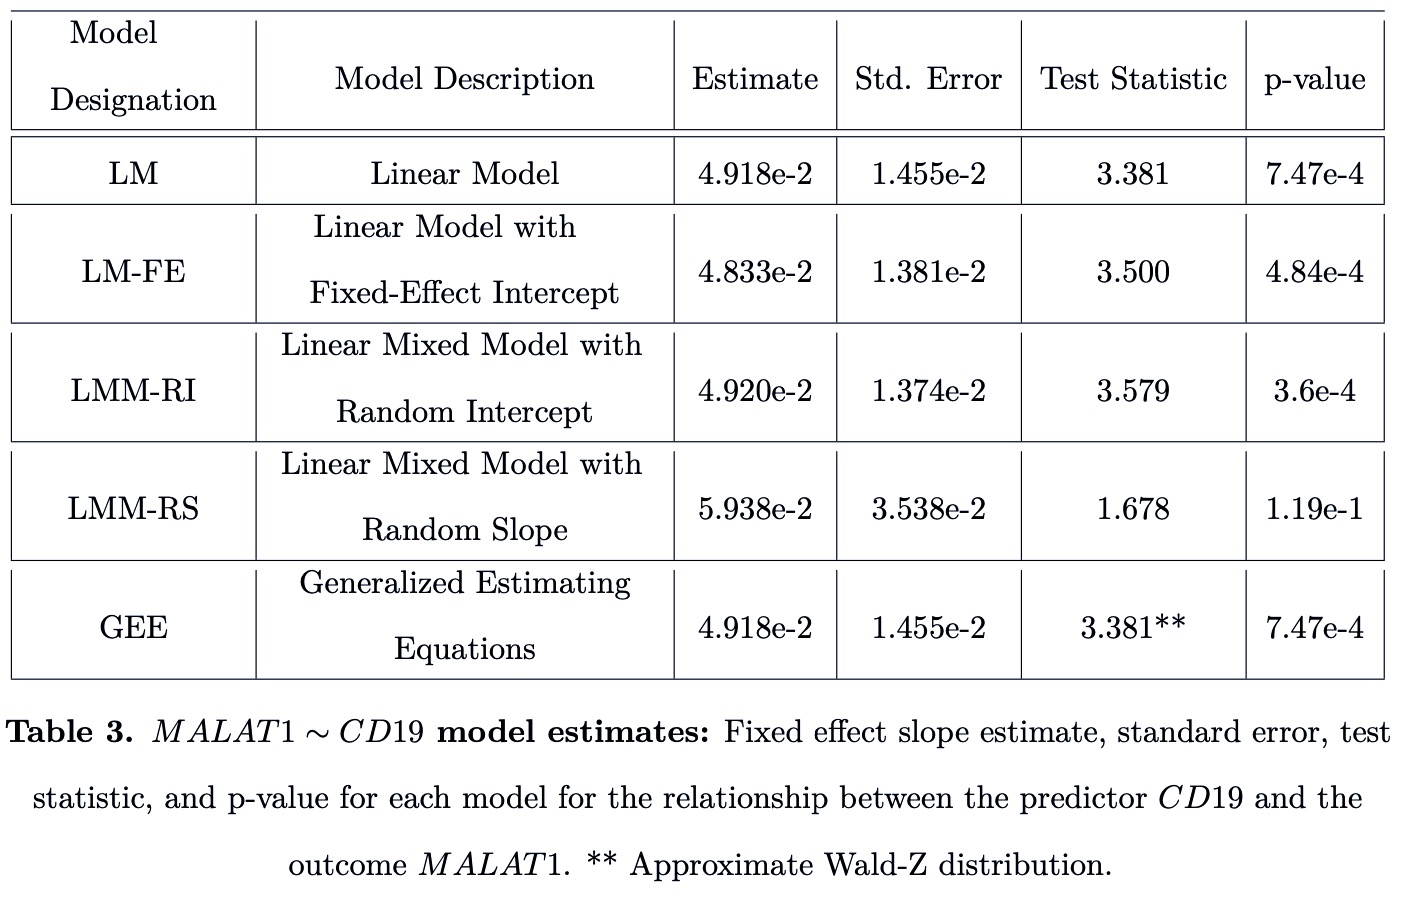 Model
Designation
Model Description
Estimate
Std. Error
Test Statistic
p-value
LM
Linear Model
4.918e-2
1.455e-2
3.381
7.47e-4
LM-FE
Linear Model with
Fixed-Effect Intercept
4.833e-2
1.381e-2
3.500
4.84e-4
LMM-RI
Linear Mixed Model with
Random Intercept
4.920e-2
1.374e-2
3.579
3.6e-4
LMM-RS
Linear Mixed Model with
Random Slope
5.938e-2
3.538e-2
1.678
1.19e-1
GEE
Generalized Estimating
Equations
4.918e-2
1.455e-2
3.381**
7.47e-4
Table 3. MALAT1 ∼ CD19 model estimates: Fixed effect slope estimate, standard error, test
statistic, and p-value for each model for the relationship between the predictor CD19 and the
outcome MALAT1. ** Approximate Wald-Z distribution.